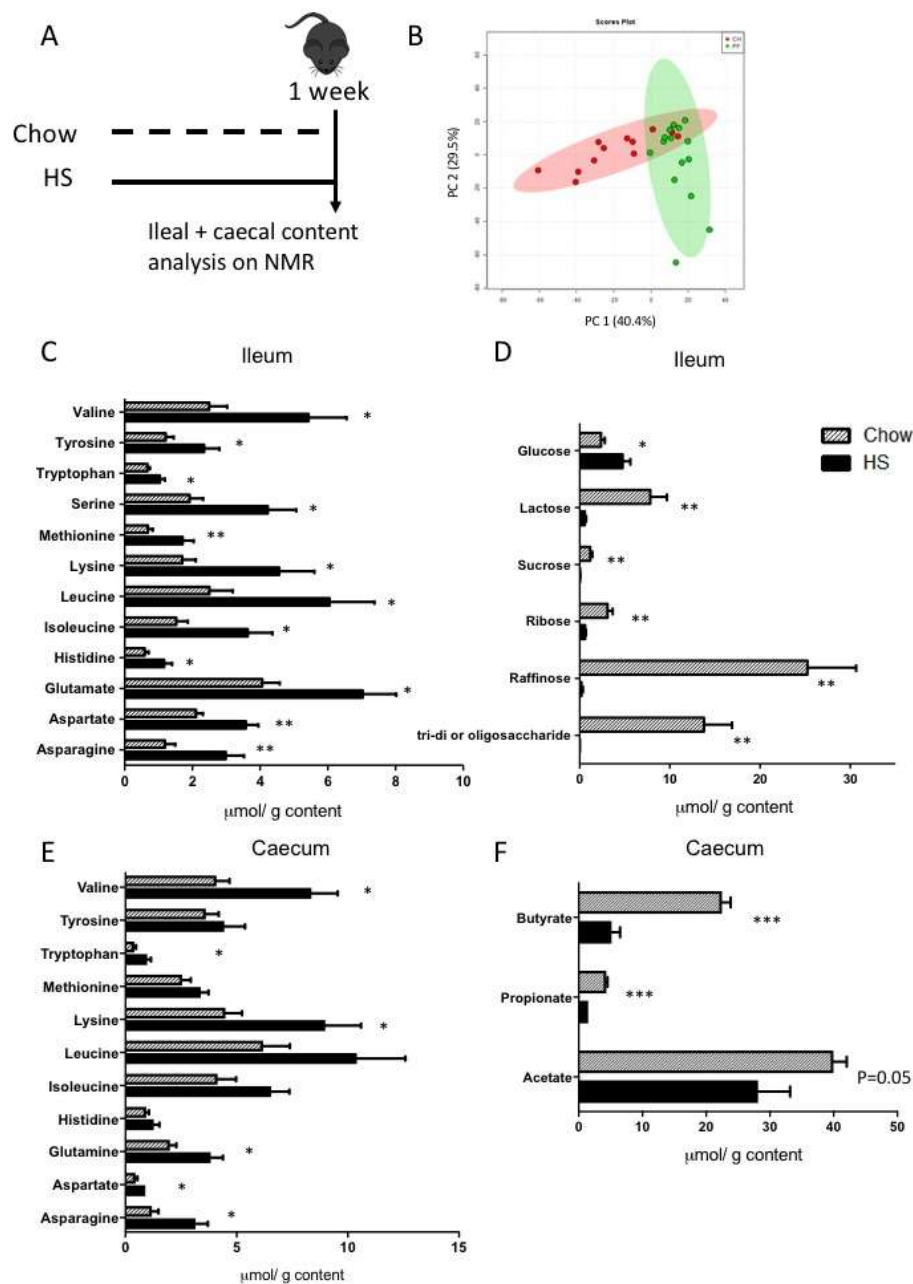 A
1 week
Chow
HS
Ileal + caecal content
analysis on NMR
B
Scores Plot
PC 2 (29.5%)
PC 1 (40.4%)
C
Ileum
Valine *
Tyrosine *
Tryptophan *
Serine *
Methionine **
Lysine *
Leucine *
Isoleucine *
Histidine *
Glutamate *
Aspartate **
Asparagine **
0 2 4 6 8 10
μmol/ g content
D
Ileum
Chow
HS
Glucose *
Lactose **
Sucrose **
Ribose **
Raffinose **
tri-di or oligosaccharide **
0 10 20 30
μmol/ g content
E
Caecum
Valine *
Tyrosine
Tryptophan *
Methionine
Lysine *
Leucine
Isoleucine
Histidine
Glutamine *
Aspartate *
Asparagine *
0 5 10 15
μmol/ g content
F
Caecum
Butyrate ***
Propionate ***
Acetate P=0.05
0 10 20 30 40 50
μmol/ g content